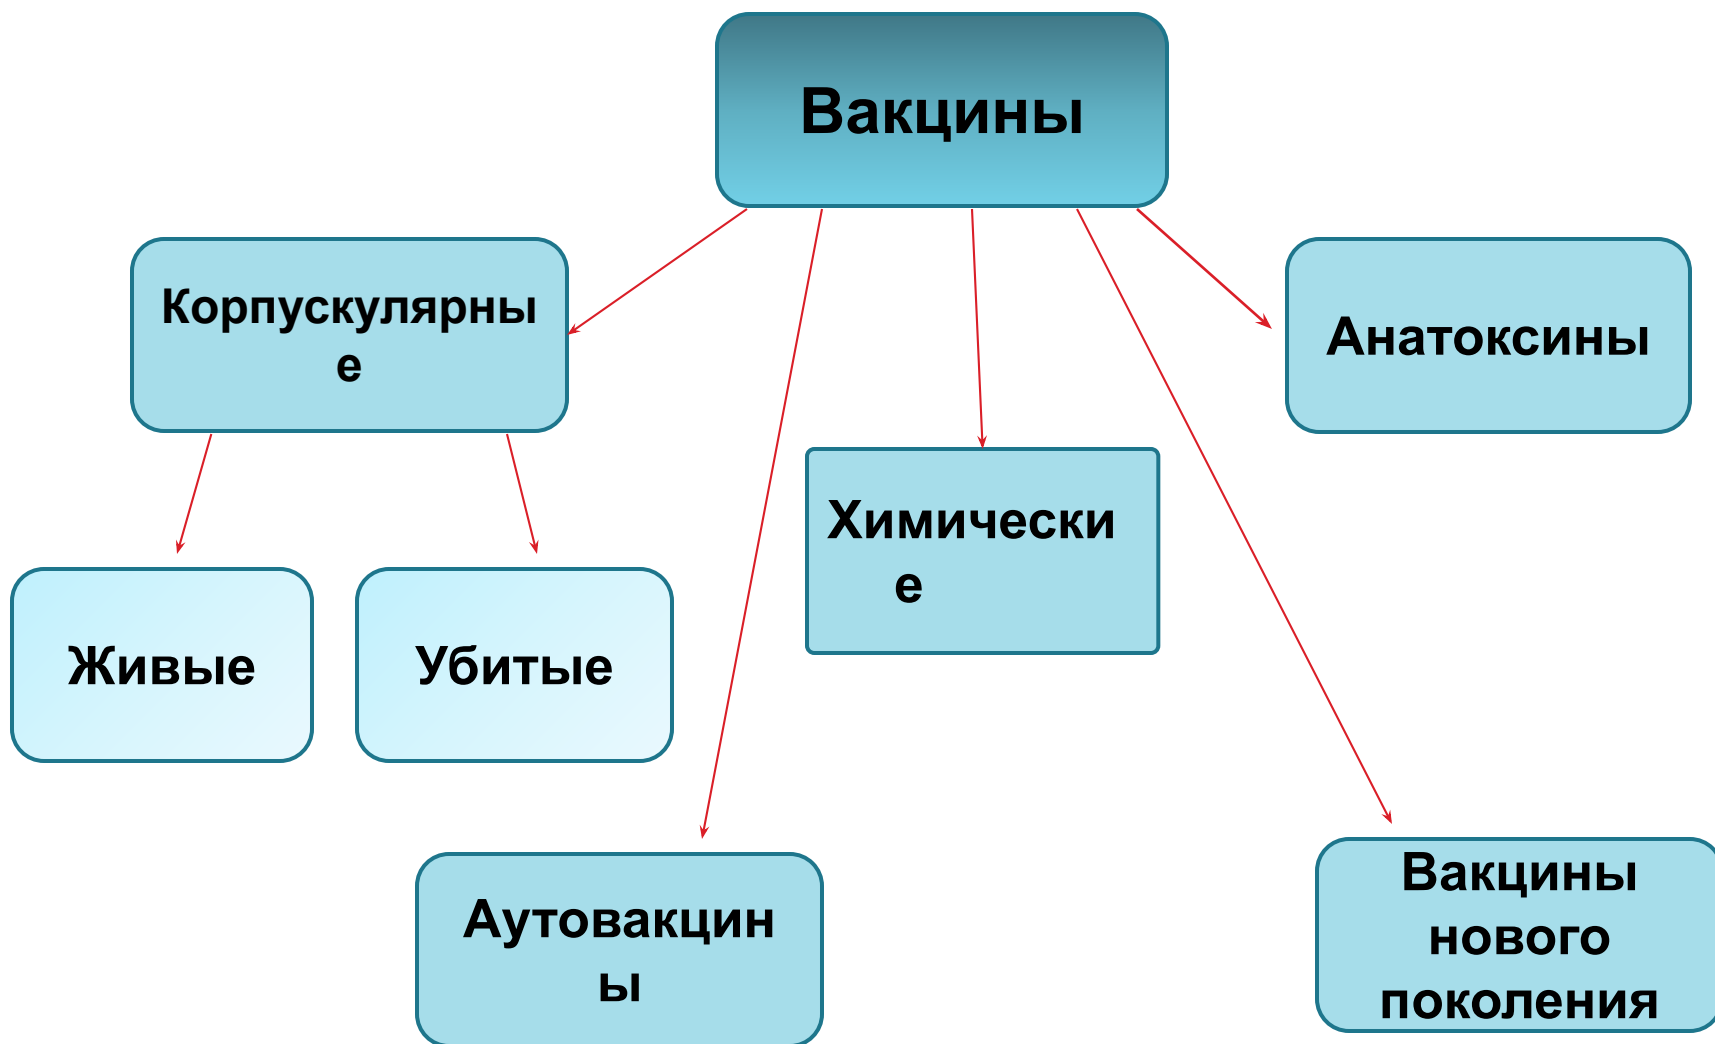 Вакцины
Корпускулярны
е
Анатоксины
Химически
е
Живые
Убитые
Аутовакцин
ы
Вакцины
нового
поколения